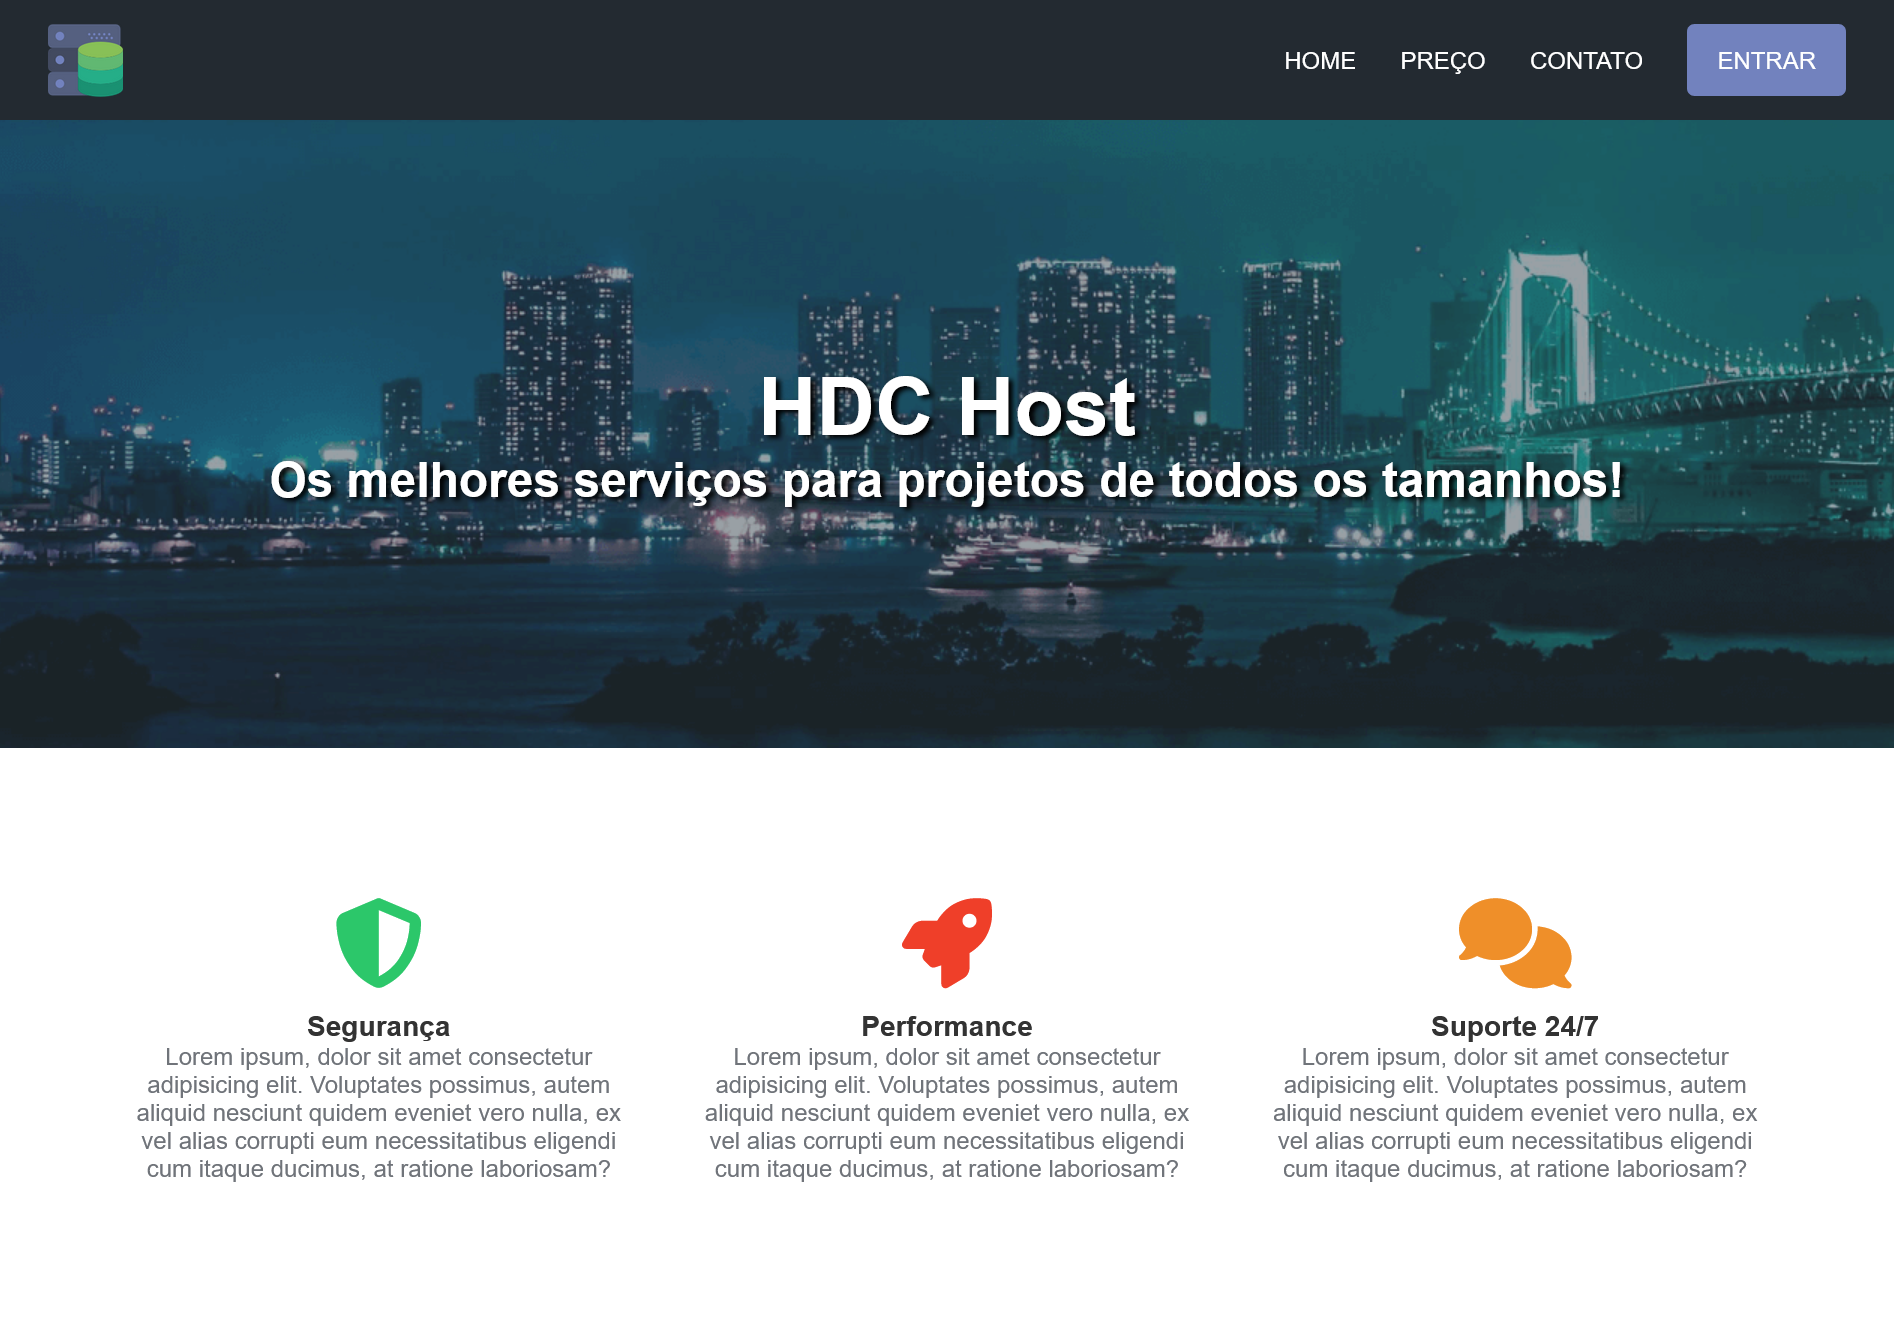 HOME PREÇO CONTATO ENTRAR
HDC Host
Os melhores serviços para projetos de todos os tamanhos!
Segurança
Lorem ipsum, dolor sit amet consectetur
adipisicing elit. Voluptates possimus, autem
aliquid nesciunt quidem eveniet vero nulla, ex
vel alias corrupti eum necessitatibus eligendi
cum itaque ducimus, at ratione laboriosam?
Performance
Lorem ipsum, dolor sit amet consectetur
adipisicing elit. Voluptates possimus, autem
aliquid nesciunt quidem eveniet vero nulla, ex
vel alias corrupti eum necessitatibus eligendi
cum itaque ducimus, at ratione laboriosam?
Suporte 24/7
Lorem ipsum, dolor sit amet consectetur
adipisicing elit. Voluptates possimus, autem
aliquid nesciunt quidem eveniet vero nulla, ex
vel alias corrupti eum necessitatibus eligendi
cum itaque ducimus, at ratione laboriosam?